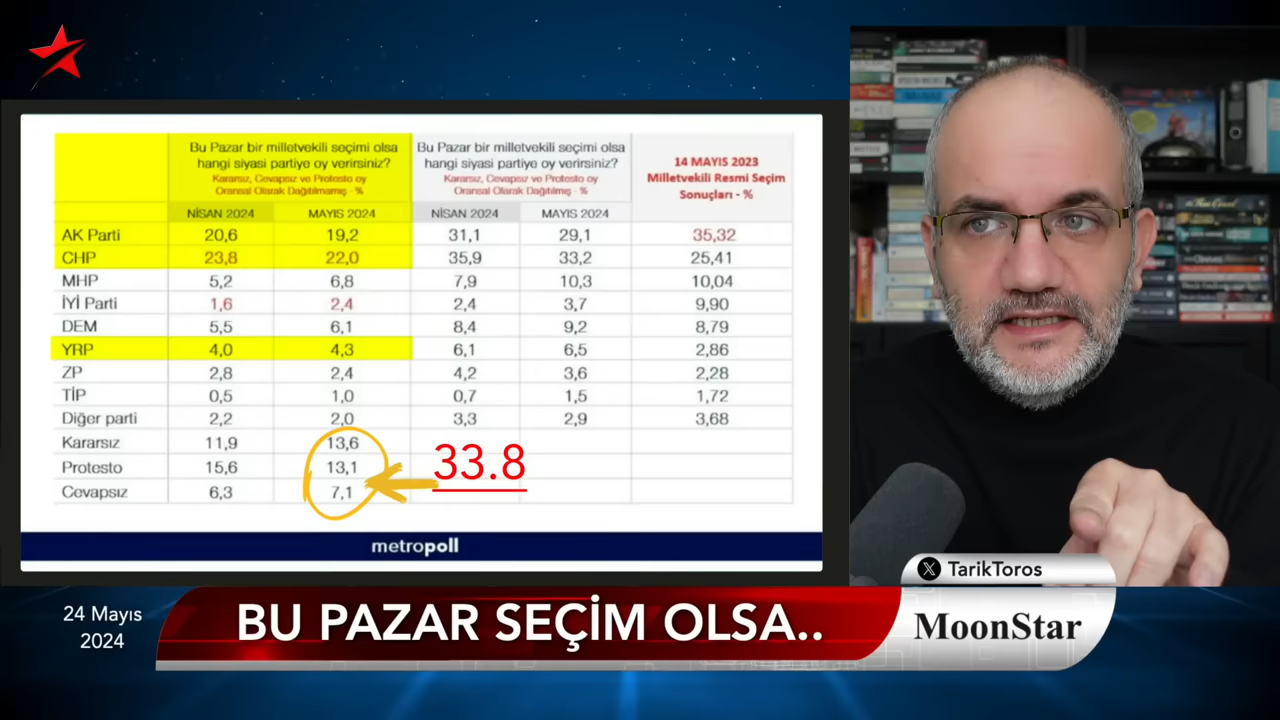 Bu Pazar bir milletvekili seçimi olsa
hangi siyasi partiye oy verirsiniz?
Kararsız, Cevapsız ve Protesto oy
Oransal Olarak Dağıtılmamış - %
Bu Pazar bir milletvekili seçimi olsa
hangi siyasi partiye oy verirsiniz?
Kararsız, Cevapsız ve Protesto oy
Oransal Olarak Dağıtılmış - %
14 MAYIS 2023
Milletvekili Resmi Seçim
Sonuçları - %
NİSAN 2024 MAYIS 2024 NİSAN 2024 MAYIS 2024
AK Parti 20,6 19,2 31,1 29,1 35,32
CHP 23,8 22,0 35,9 33,2 25,41
MHP 5,2 6,8 7,9 10,3 10,04
İYİ Parti 1,6 2,4 2,4 3,7 9,90
DEM 5,5 6,1 8,4 9,2 8,79
YRP 4,0 4,3 6,1 6,5 2,86
ZP 2,8 2,4 4,2 3,6 2,28
TİP 0,5 1,0 0,7 1,5 1,72
Diğer parti 2,2 2,0 3,3 2,9 3,68
Kararsız 11,9 13,6
Protesto 15,6 13,1
Cevapsız 6,3 7,1
33.8
metropoll
X TarikToros
24 Mayıs
2024
BU PAZAR SEÇİM OLSA..
MoonStar